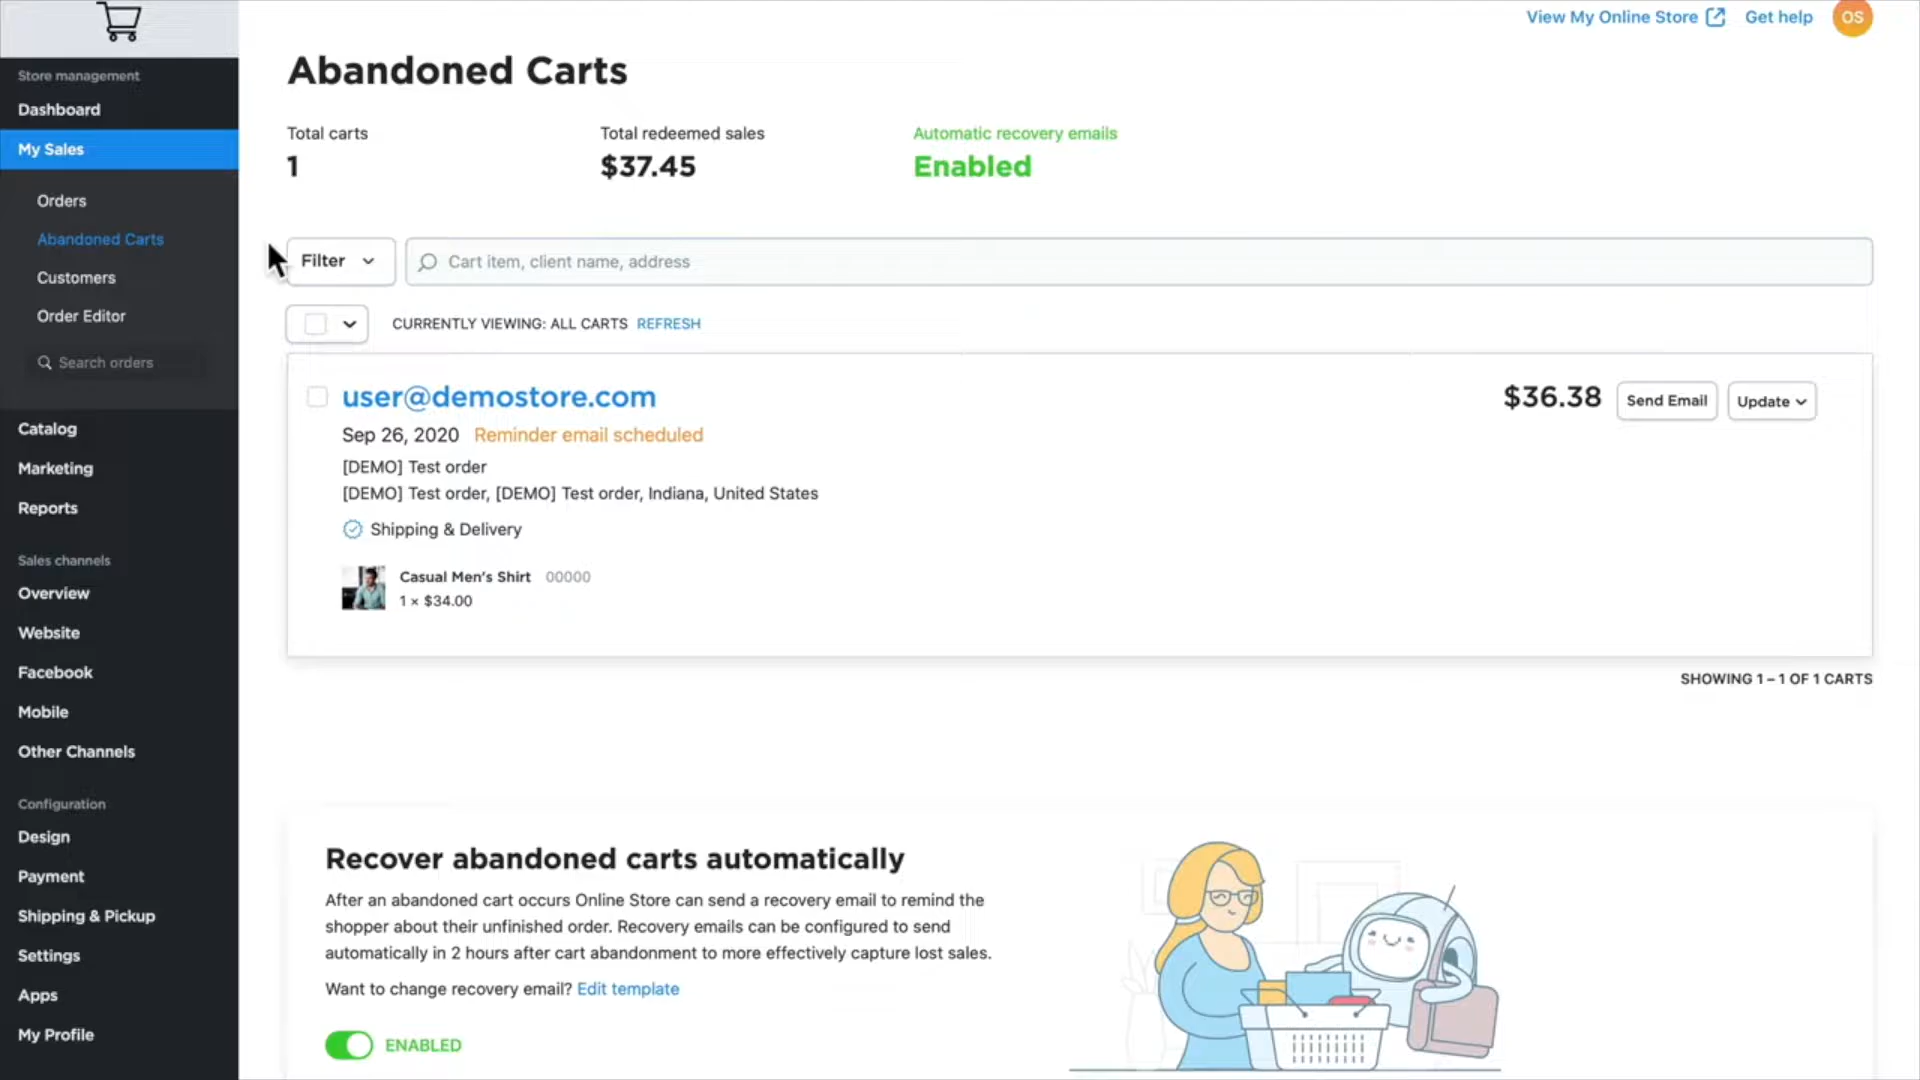 View My Online Store
Get help
OS
Store management
Dashboard
My Sales
Orders
Abandoned Carts
Customers
Order Editor
Search orders
Catalog
Marketing
Reports
Sales channels
Overview
Website
Facebook
Mobile
Other Channels
Configuration
Design
Payment
Shipping & Pickup
Settings
Apps
My Profile
Abandoned Carts
Total carts
1
Total redeemed sales
$37.45
Automatic recovery emails
Enabled
Filter
Cart item, client name, address
CURRENTLY VIEWING: ALL CARTS REFRESH
user@demostore.com
$36.38
Send Email
Update
Sep 26, 2020 Reminder email scheduled
[DEMO] Test order
[DEMO] Test order, [DEMO] Test order, Indiana, United States
Shipping & Delivery
Casual Men's Shirt 00000
1 × $34.00
SHOWING 1 – 1 OF 1 CARTS
Recover abandoned carts automatically
After an abandoned cart occurs Online Store can send a recovery email to remind the
shopper about their unfinished order. Recovery emails can be configured to send
automatically in 2 hours after cart abandonment to more effectively capture lost sales.
Want to change recovery email? Edit template
ENABLED